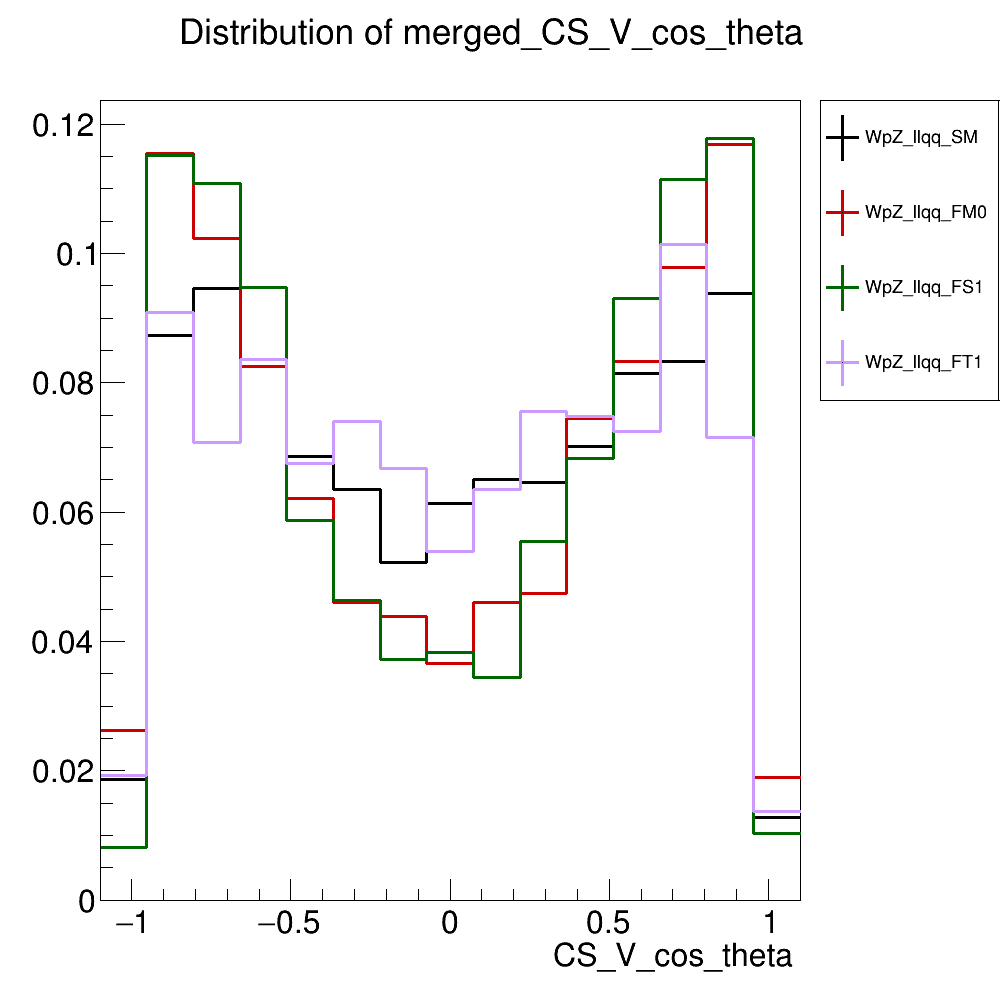 Distribution of merged_CS_V_cos_theta
0.12
0.1
0.08
0.06
0.04
0.02
0
−1
−0.5
0
0.5
1
CS_V_cos_theta
WpZ_llqq_SM
WpZ_llqq_FM0
WpZ_llqq_FS1
WpZ_llqq_FT1